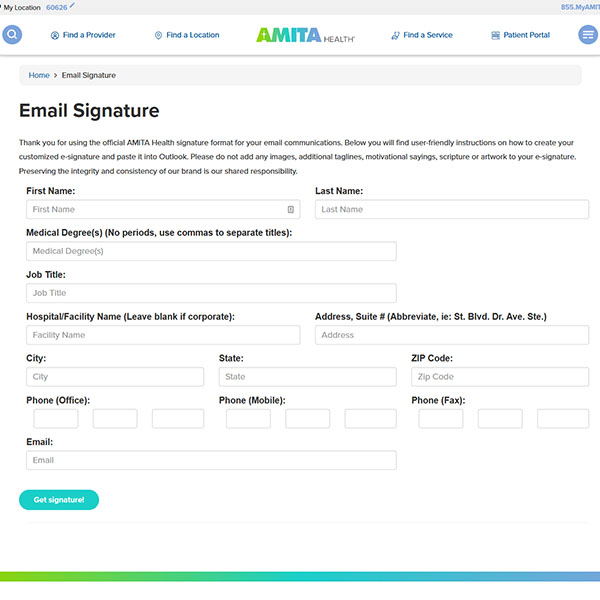 My Location 60626
855.MyAMIT
Find a Provider
Find a Location
AMITA HEALTH
Find a Service
Patient Portal
Home > Email Signature
Email Signature
Thank you for using the official AMITA Health signature format for your email communications. Below you will find user-friendly instructions on how to create your
customized e-signature and paste it into Outlook. Please do not add any images, additional taglines, motivational sayings, scripture or artwork to your e-signature.
Preserving the integrity and consistency of our brand is our shared responsibility.
First Name:
Last Name:
First Name
Last Name
Medical Degree(s) (No periods, use commas to separate titles):
Medical Degree(s)
Job Title:
Job Title
Hospital/Facility Name (Leave blank if corporate):
Address, Suite # (Abbreviate, ie: St. Blvd. Dr. Ave. Ste.)
Facility Name
Address
City:
State:
ZIP Code:
City
State
Zip Code
Phone (Office):
Phone (Mobile):
Phone (Fax):
Email:
Email
Get signature!